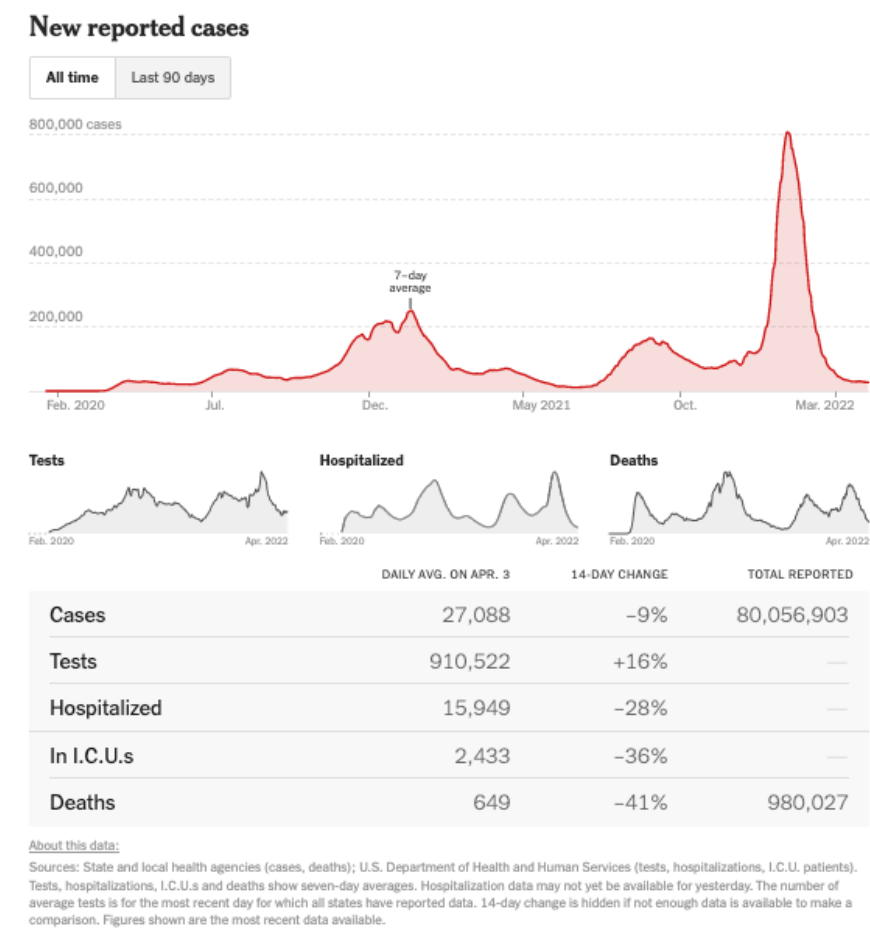 New reported cases
All time Last 90 days
800,000 cases
600,000
400,000
7–day
average
200,000
Feb. 2020 Jul. Dec. May 2021 Oct. Mar. 2022
Tests Hospitalized Deaths
Feb. 2020 Apr. 2022 Feb. 2020 Apr. 2022 Feb. 2020 Apr. 2022
DAILY AVG. ON APR. 3 14-DAY CHANGE TOTAL REPORTED
Cases 27,088 –9% 80,056,903
Tests 910,522 +16% —
Hospitalized 15,949 –28% —
In I.C.U.s 2,433 –36% —
Deaths 649 –41% 980,027
About this data:
Sources: State and local health agencies (cases, deaths); U.S. Department of Health and Human Services (tests, hospitalizations, I.C.U. patients).
Tests, hospitalizations, I.C.U.s and deaths show seven-day averages. Hospitalization data may not yet be available for yesterday. The number of
average tests is for the most recent day for which all states have reported data. 14-day change is hidden if not enough data is available to make a
comparison. Figures shown are the most recent data available.